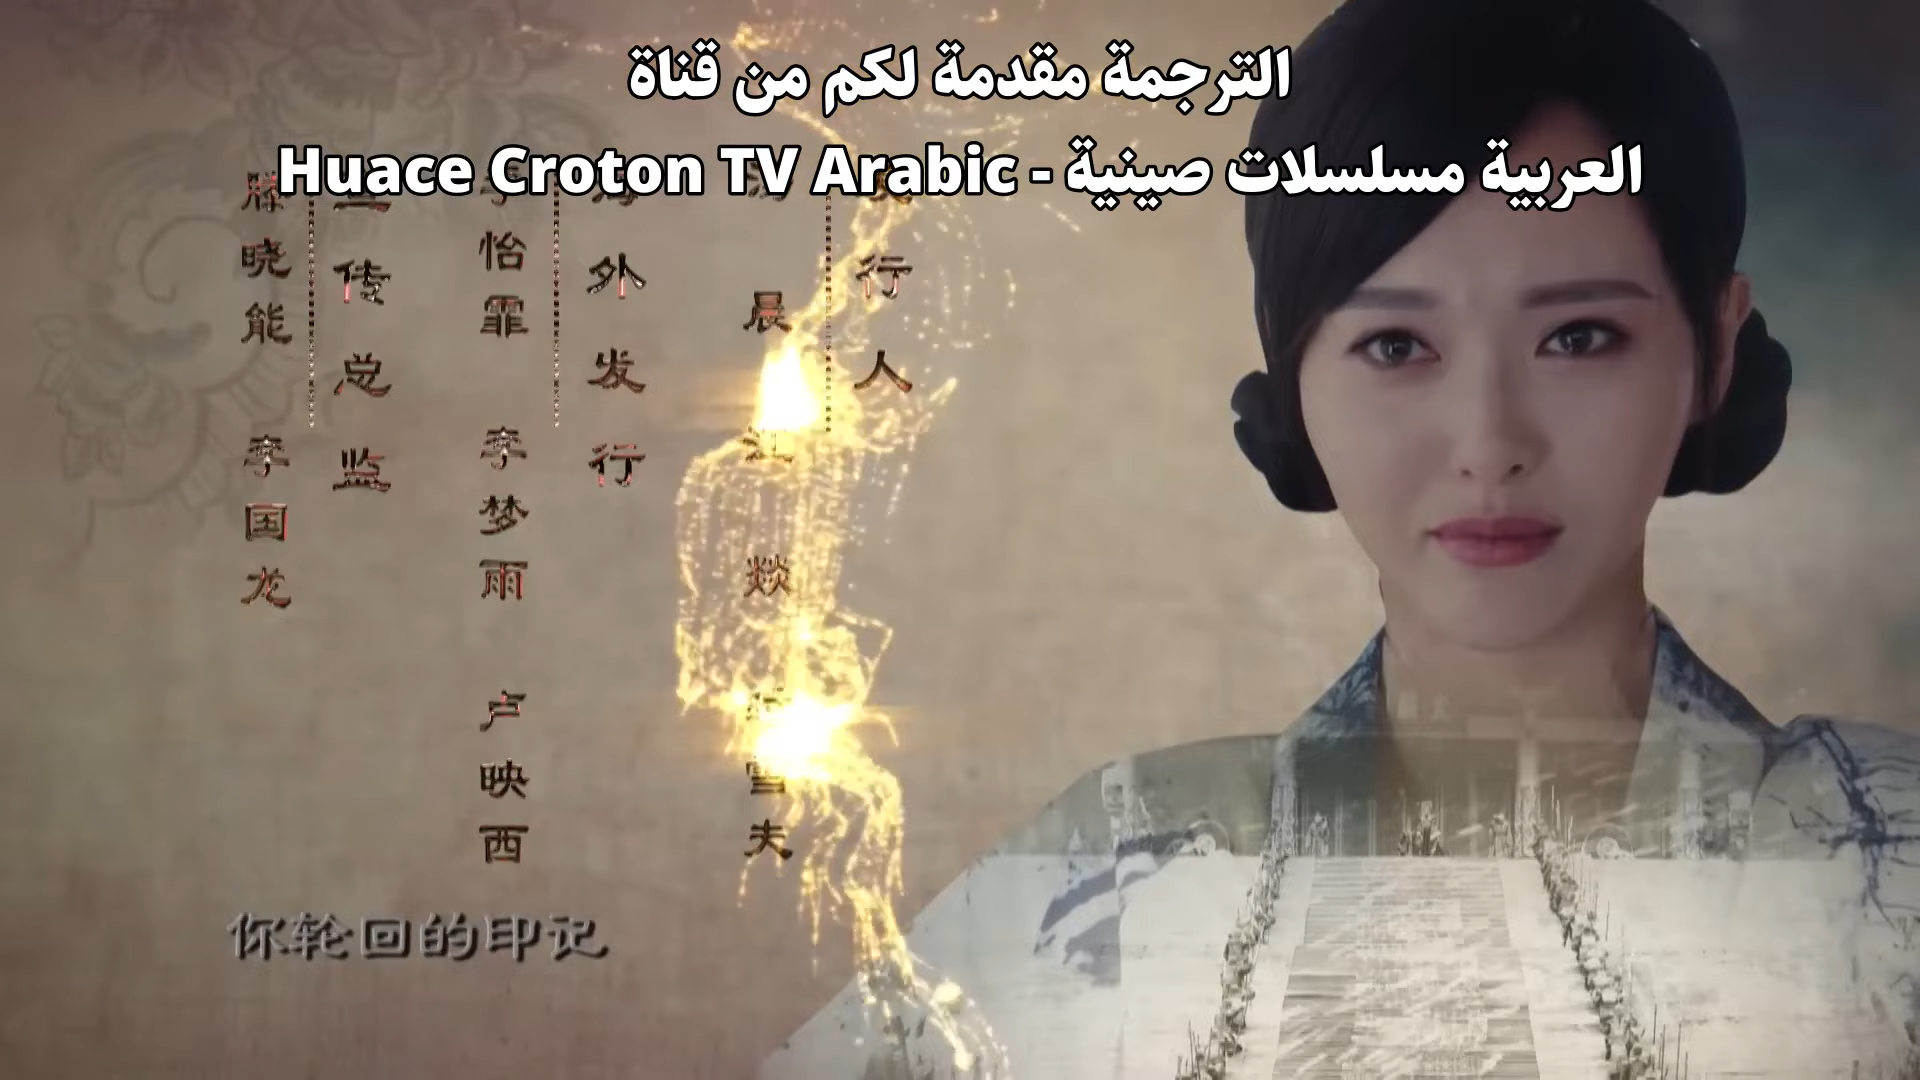 الترجمة مقدمة لكم من قناة
العربية مسلسلات صينية - Huace Croton TV Arabic
行人
晨
焱
夫
海外发行
怡霏
李梦雨
卢映西
传总监
晓能
李国龙
你轮回的印记